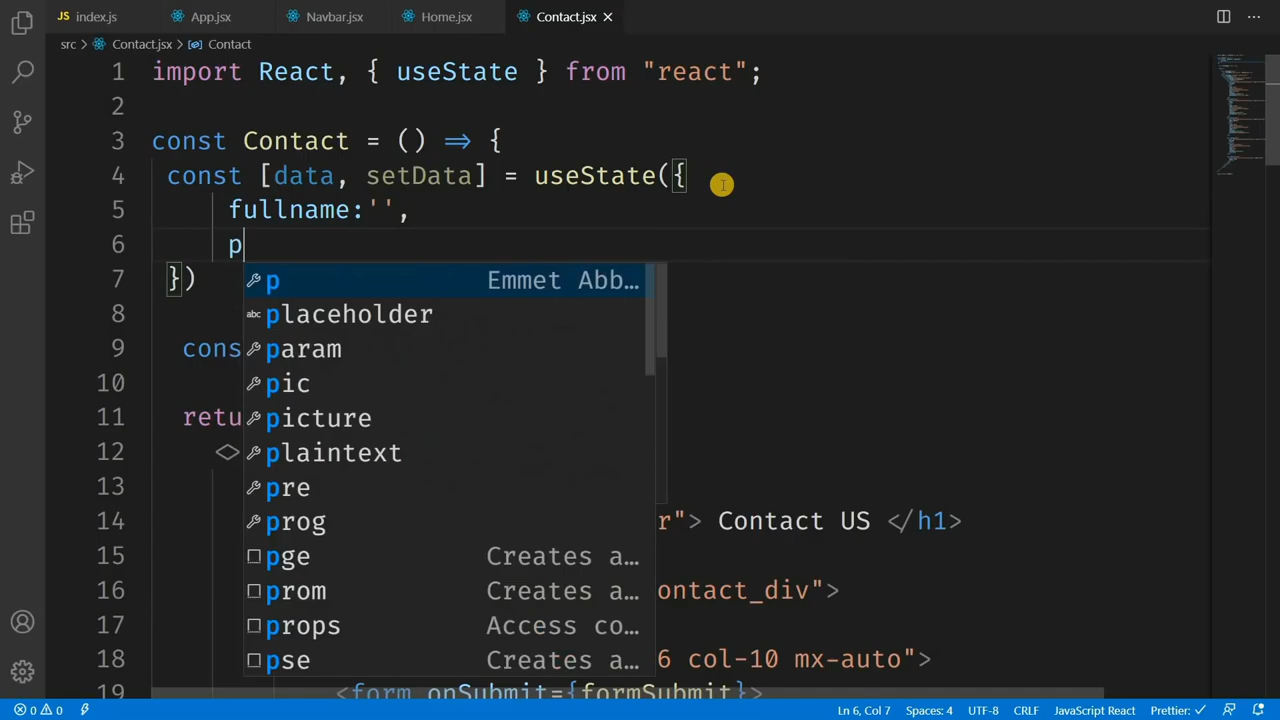 JS index.js App.jsx Navbar.jsx Home.jsx Contact.jsx
src > Contact.jsx > Contact
1 import React, { useState } from "react";
2
3 const Contact = () => {
4 const [data, setData] = useState({
5 fullname:'',
6 p
7 })
p Emmet Abb…
8
abc placeholder
9 cons
param
10
pic
11 retu
picture
12 <>
plaintext
13
pre
14 r"> Contact US </h1>
prog
15
pge Creates a…
16 ontact_div">
prom Creates a…
17
props Access co…
18 6 col-10 mx-auto">
pse Creates a…
19 <form onSubmit={formSubmit}>
0 0 Ln 6, Col 7 Spaces: 4 UTF-8 CRLF JavaScript React Prettier: ✓